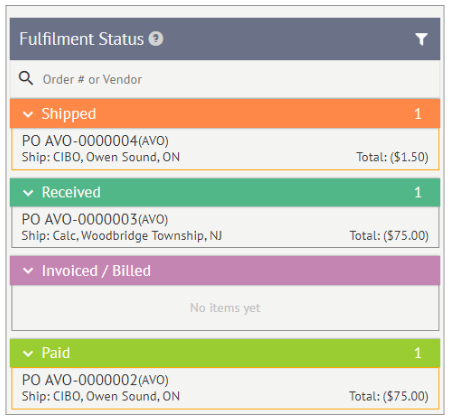 Fulfilment Status ?
Order # or Vendor
Shipped 1
PO AVO-0000004(AVO)
Ship: CIBO, Owen Sound, ON Total: ($1.50)
Received 1
PO AVO-0000003(AVO)
Ship: Calc, Woodbridge Township, NJ Total: ($75.00)
Invoiced / Billed
No items yet
Paid 1
PO AVO-0000002(AVO)
Ship: CIBO, Owen Sound, ON Total: ($75.00)